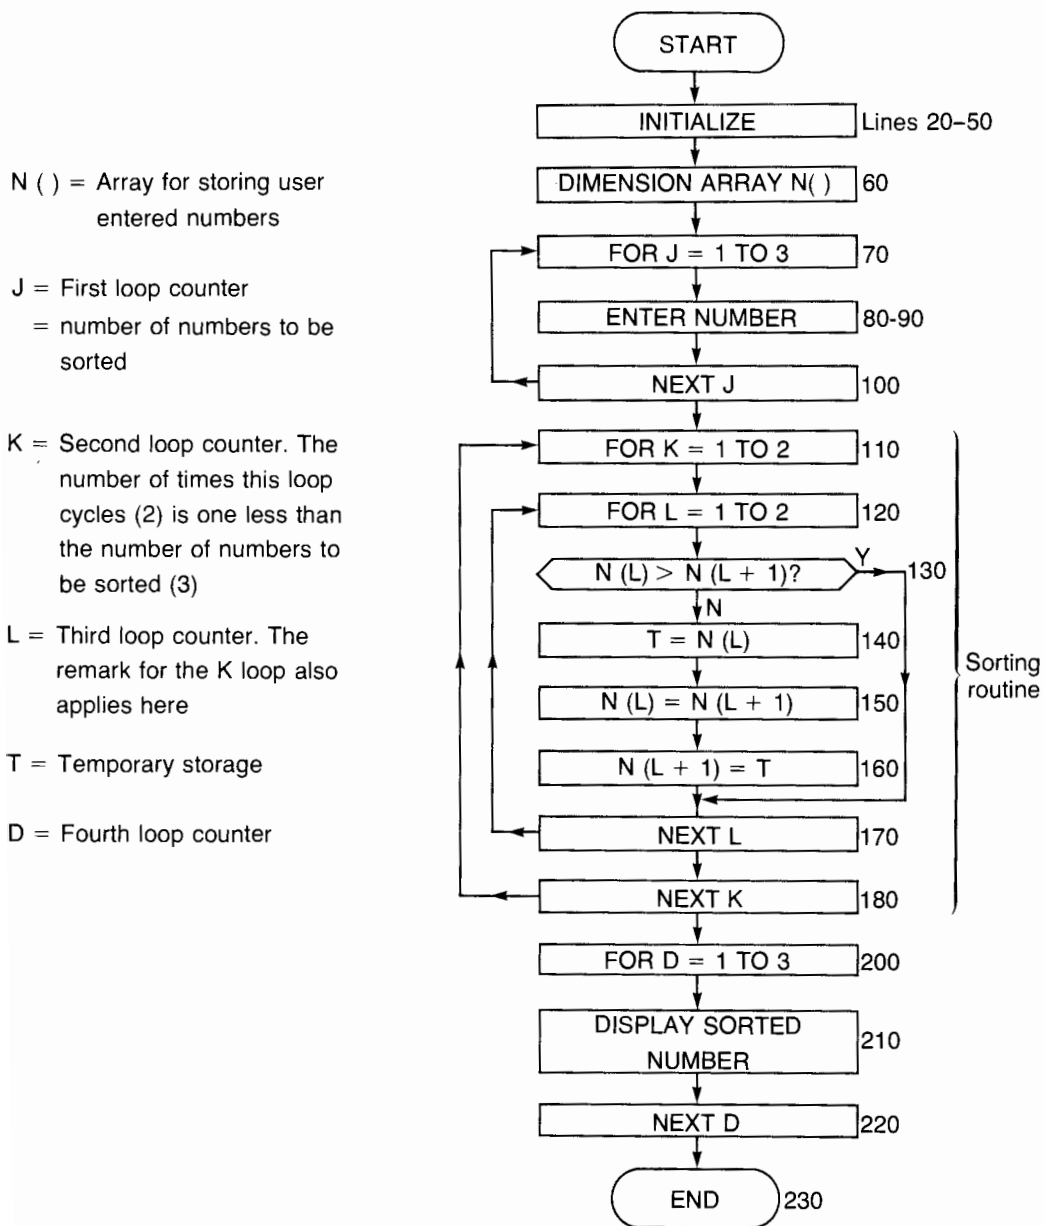 START
INITIALIZE
Lines 20–50
N ( ) = Array for storing user
entered numbers
DIMENSION ARRAY N( )
60
FOR J = 1 TO 3
70
J = First loop counter
= number of numbers to be
sorted
ENTER NUMBER
80-90
NEXT J
100
K = Second loop counter. The
number of times this loop
cycles (2) is one less than
the number of numbers to
be sorted (3)
FOR K = 1 TO 2
110
FOR L = 1 TO 2
120
N (L) > N (L + 1)?
Y
130
N
L = Third loop counter. The
remark for the K loop also
applies here
T = N (L)
140
Sorting
routine
N (L) = N (L + 1)
150
T = Temporary storage
N (L + 1) = T
160
D = Fourth loop counter
NEXT L
170
NEXT K
180
FOR D = 1 TO 3
200
DISPLAY SORTED
NUMBER
210
NEXT D
220
END
230